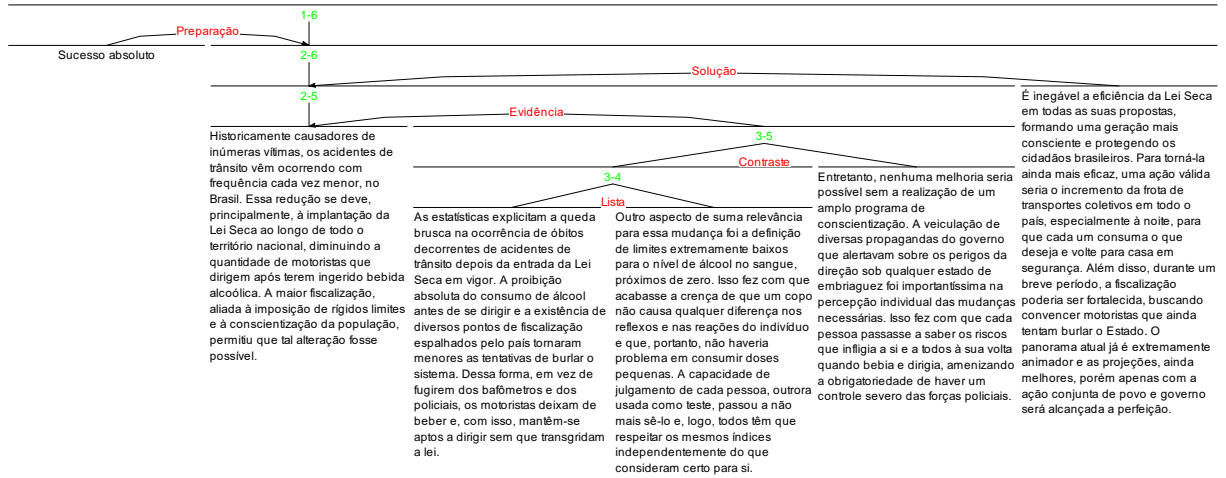 1-6
Preparação
Sucesso absoluto
2-6
Solução
2-5
Evidência
Historicamente causadores de
inúmeras vítimas, os acidentes de
trânsito vêm ocorrendo com
frequência cada vez menor, no
Brasil. Essa redução se deve,
principalmente, à implantação da
Lei Seca ao longo de todo o
território nacional, diminuindo a
quantidade de motoristas que
dirigem após terem ingerido bebida
alcoólica. A maior fiscalização,
aliada à imposição de rígidos limites
e à conscientização da população,
permitiu que tal alteração fosse
possível.
3-5
Contraste
3-4
Lista
As estatísticas explicitam a queda
brusca na ocorrência de óbitos
decorrentes de acidentes de
trânsito depois da entrada da Lei
Seca em vigor. A proibição
absoluta do consumo de álcool
antes de se dirigir e a existência de
diversos pontos de fiscalização
espalhados pelo país tornaram
menores as tentativas de burlar o
sistema. Dessa forma, em vez de
fugirem dos bafômetros e dos
policiais, os motoristas deixam de
beber e, com isso, mantêm-se
aptos a dirigir sem que transgridam
a lei.
Outro aspecto de suma relevância
para essa mudança foi a definição
de limites extremamente baixos
para o nível de álcool no sangue,
próximos de zero. Isso fez com que
acabasse a crença de que um copo
não causa qualquer diferença nos
reflexos e nas reações do indivíduo
e que, portanto, não haveria
problema em consumir doses
pequenas. A capacidade de
julgamento de cada pessoa, outrora
usada como teste, passou a não
mais sê-lo e, logo, todos têm que
respeitar os mesmos índices
independentemente do que
consideram certo para si.
Entretanto, nenhuma melhoria seria
possível sem a realização de um
amplo programa de
conscientização. A veiculação de
diversas propagandas do governo
que alertavam sobre os perigos da
direção sob qualquer estado de
embriaguez foi importantíssima na
percepção individual das mudanças
necessárias. Isso fez com que cada
pessoa passasse a saber os riscos
que infligia a si e a todos à sua volta
quando bebia e dirigia, amenizando
a obrigatoriedade de haver um
controle severo das forças policiais.
É inegável a eficiência da Lei Seca
em todas as suas propostas,
formando uma geração mais
consciente e protegendo os
cidadãos brasileiros. Para torná-la
ainda mais eficaz, uma ação válida
seria o incremento da frota de
transportes coletivos em todo o
país, especialmente à noite, para
que cada um consuma o que
deseja e volte para casa em
segurança. Além disso, durante um
breve período, a fiscalização
poderia ser fortalecida, buscando
convencer motoristas que ainda
tentam burlar o Estado. O
panorama atual já é extremamente
animador e as projeções, ainda
melhores, porém apenas com a
ação conjunta de povo e governo
será alcançada a perfeição.